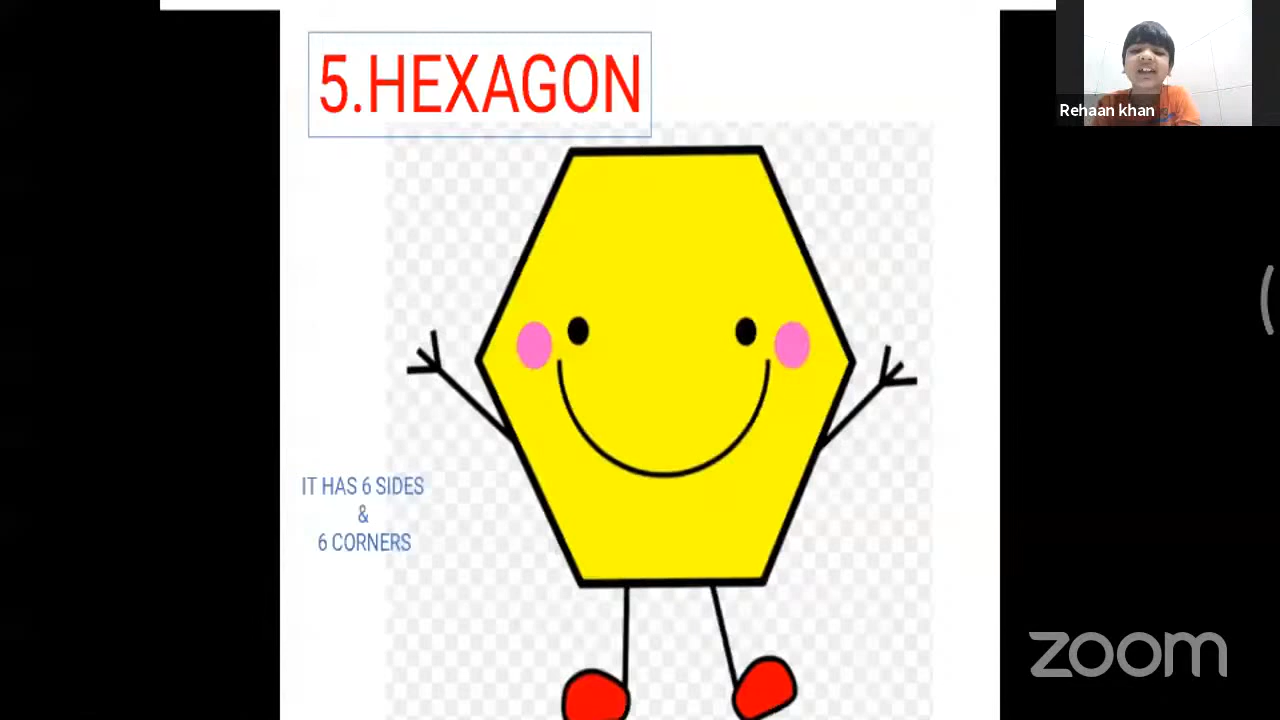 5.HEXAGON
Rehaan khan
IT HAS 6 SIDES
&
6 CORNERS
zoom